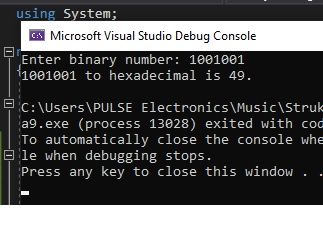 using System;
Microsoft Visual Studio Debug Console
Enter binary number: 1001001
1001001 to hexadecimal is 49.
C:\Users\PULSE Electronics\Music\Struk
a9.exe (process 13028) exited with cod
To automatically close the console whe
le when debugging stops.
Press any key to close this window . .